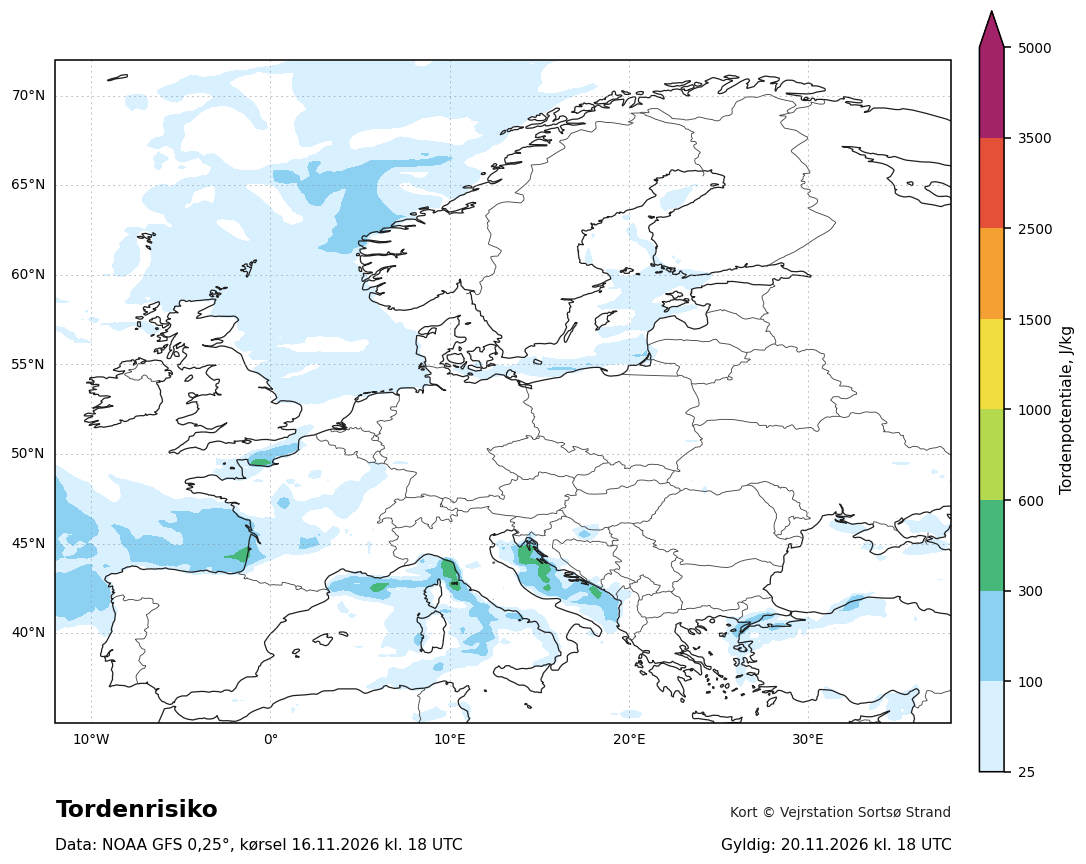 5000
3500
2500
1500
1000
600
300
100
25
Tordenpotentiale, J/kg
70°N
65°N
60°N
55°N
50°N
45°N
40°N
10°W
0°
10°E
20°E
30°E
Tordenrisiko
Kort © Vejrstation Sortsø Strand
Data: NOAA GFS 0,25°, kørsel 16.11.2026 kl. 18 UTC
Gyldig: 20.11.2026 kl. 18 UTC